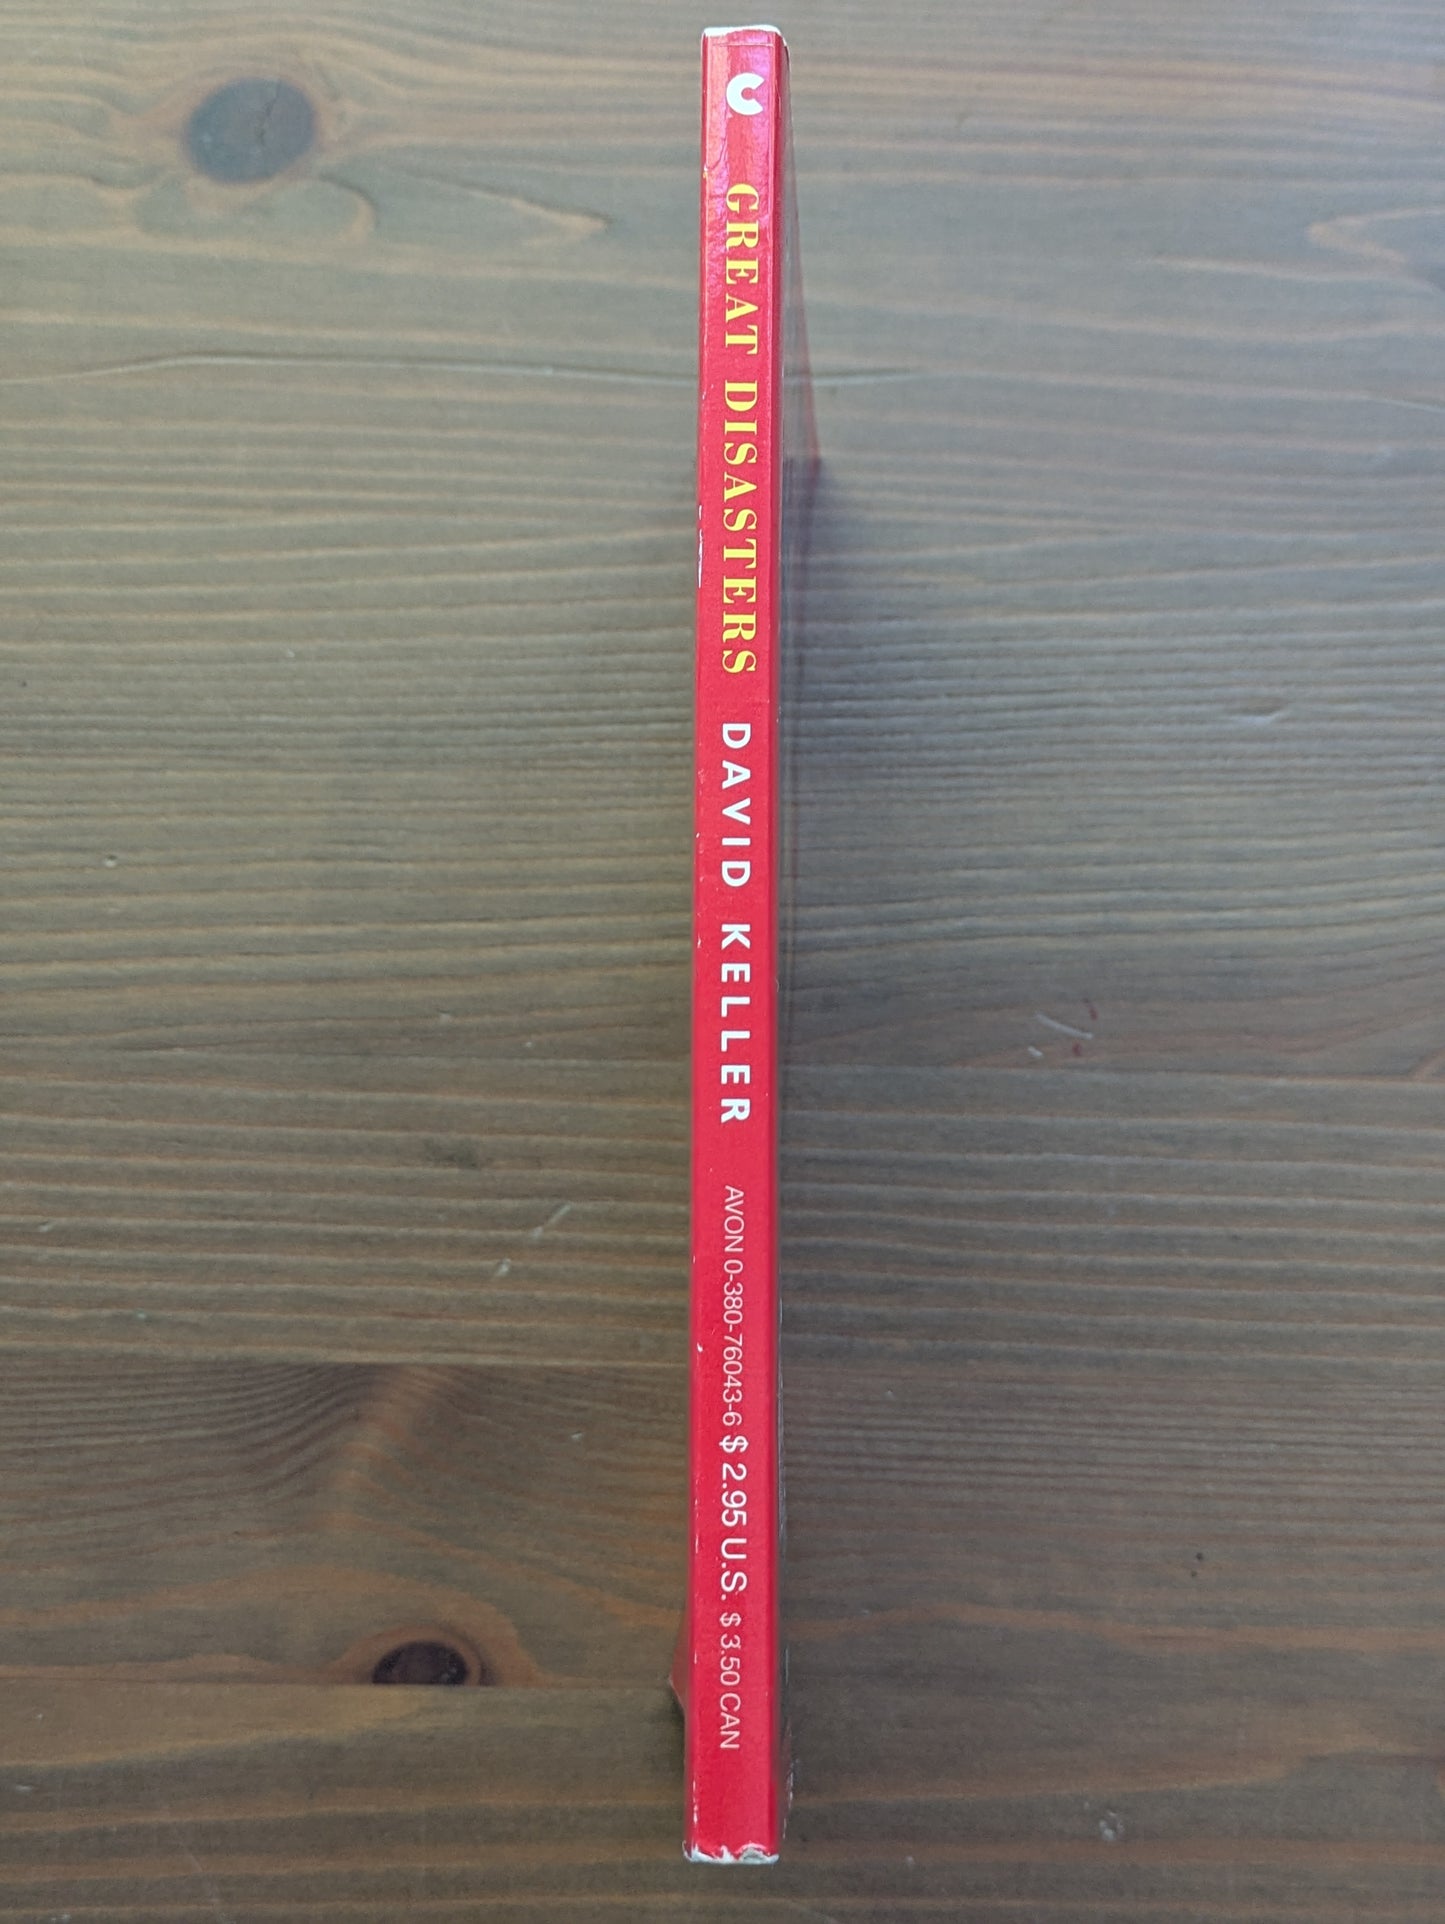 C GREAT DISASTERS DAVID KELLER AVON 0-380-76043-6 $2.95 U.S. $3.50 CAN